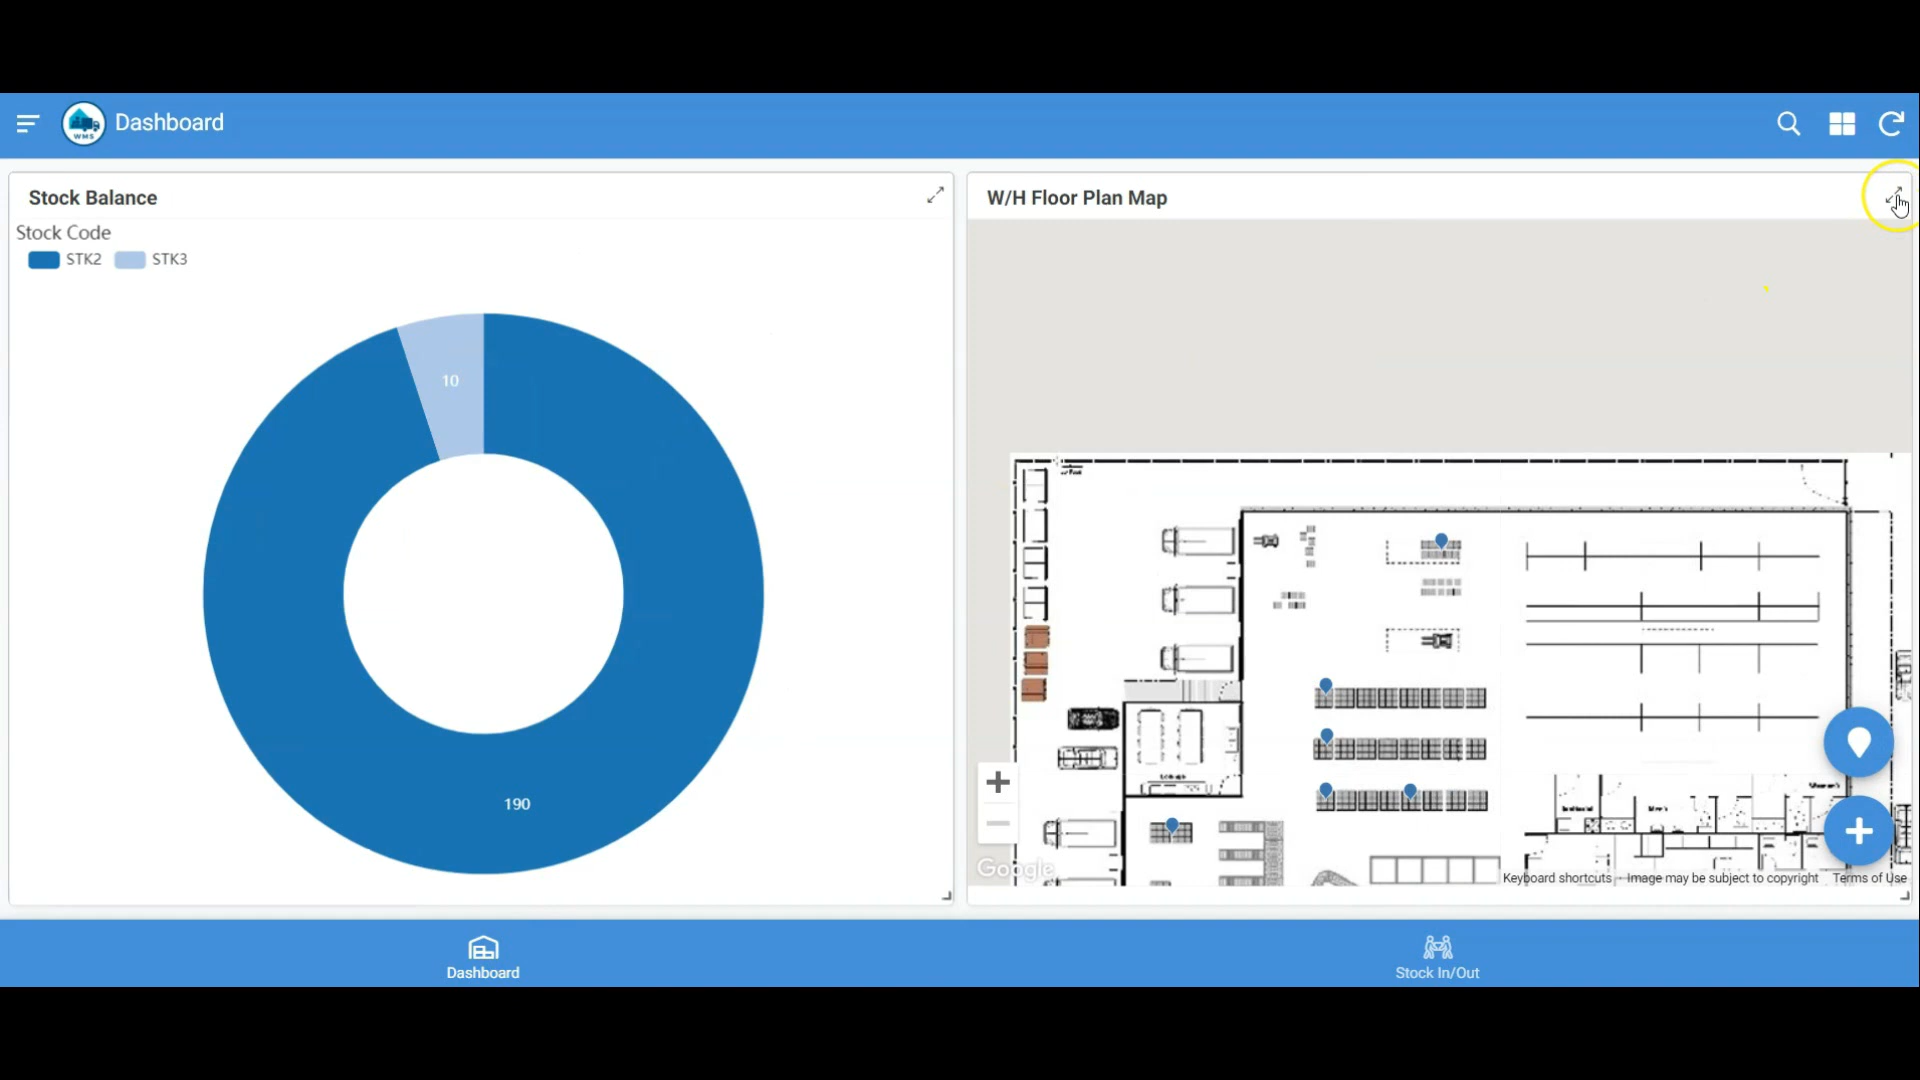 WMS
Dashboard
Stock Balance
Stock Code
STK2
STK3
10
190
W/H Floor Plan Map
Google
Keyboard shortcuts
Image may be subject to copyright
Terms of Use
Dashboard
Stock In/Out